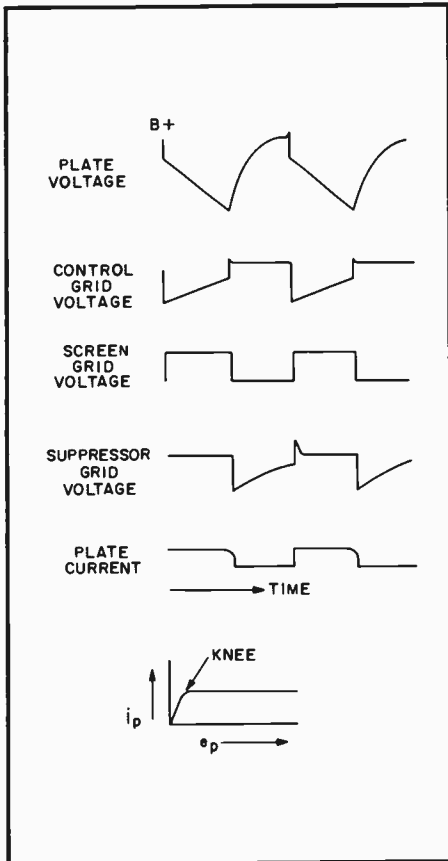 B+
PLATE
VOLTAGE
CONTROL
GRID
VOLTAGE
SCREEN
GRID
VOLTAGE
SUPPRESSOR
GRID
VOLTAGE
PLATE
CURRENT
TIME
KNEE
ip
ep